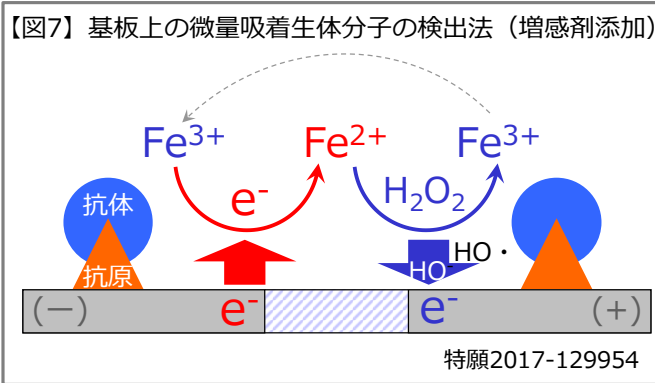 【図7】基板上の微量吸着生体分子の検出法（増感剤添加）
Fe³⁺ Fe²⁺ Fe³⁺
e⁻ H₂O₂
抗体
HO⁻ HO・
抗原
(－) e⁻ e⁻ (+)
特願2017-129954